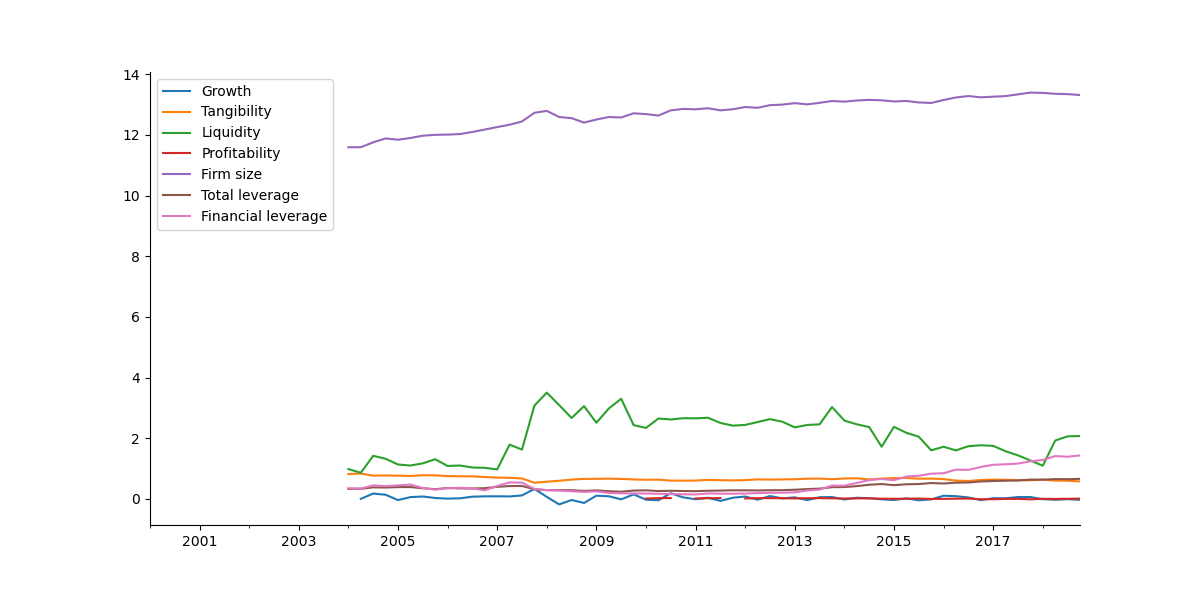 14
12
10
8
6
4
2
0
Growth
Tangibility
Liquidity
Profitability
Firm size
Total leverage
Financial leverage
2001 2003 2005 2007 2009 2011 2013 2015 2017